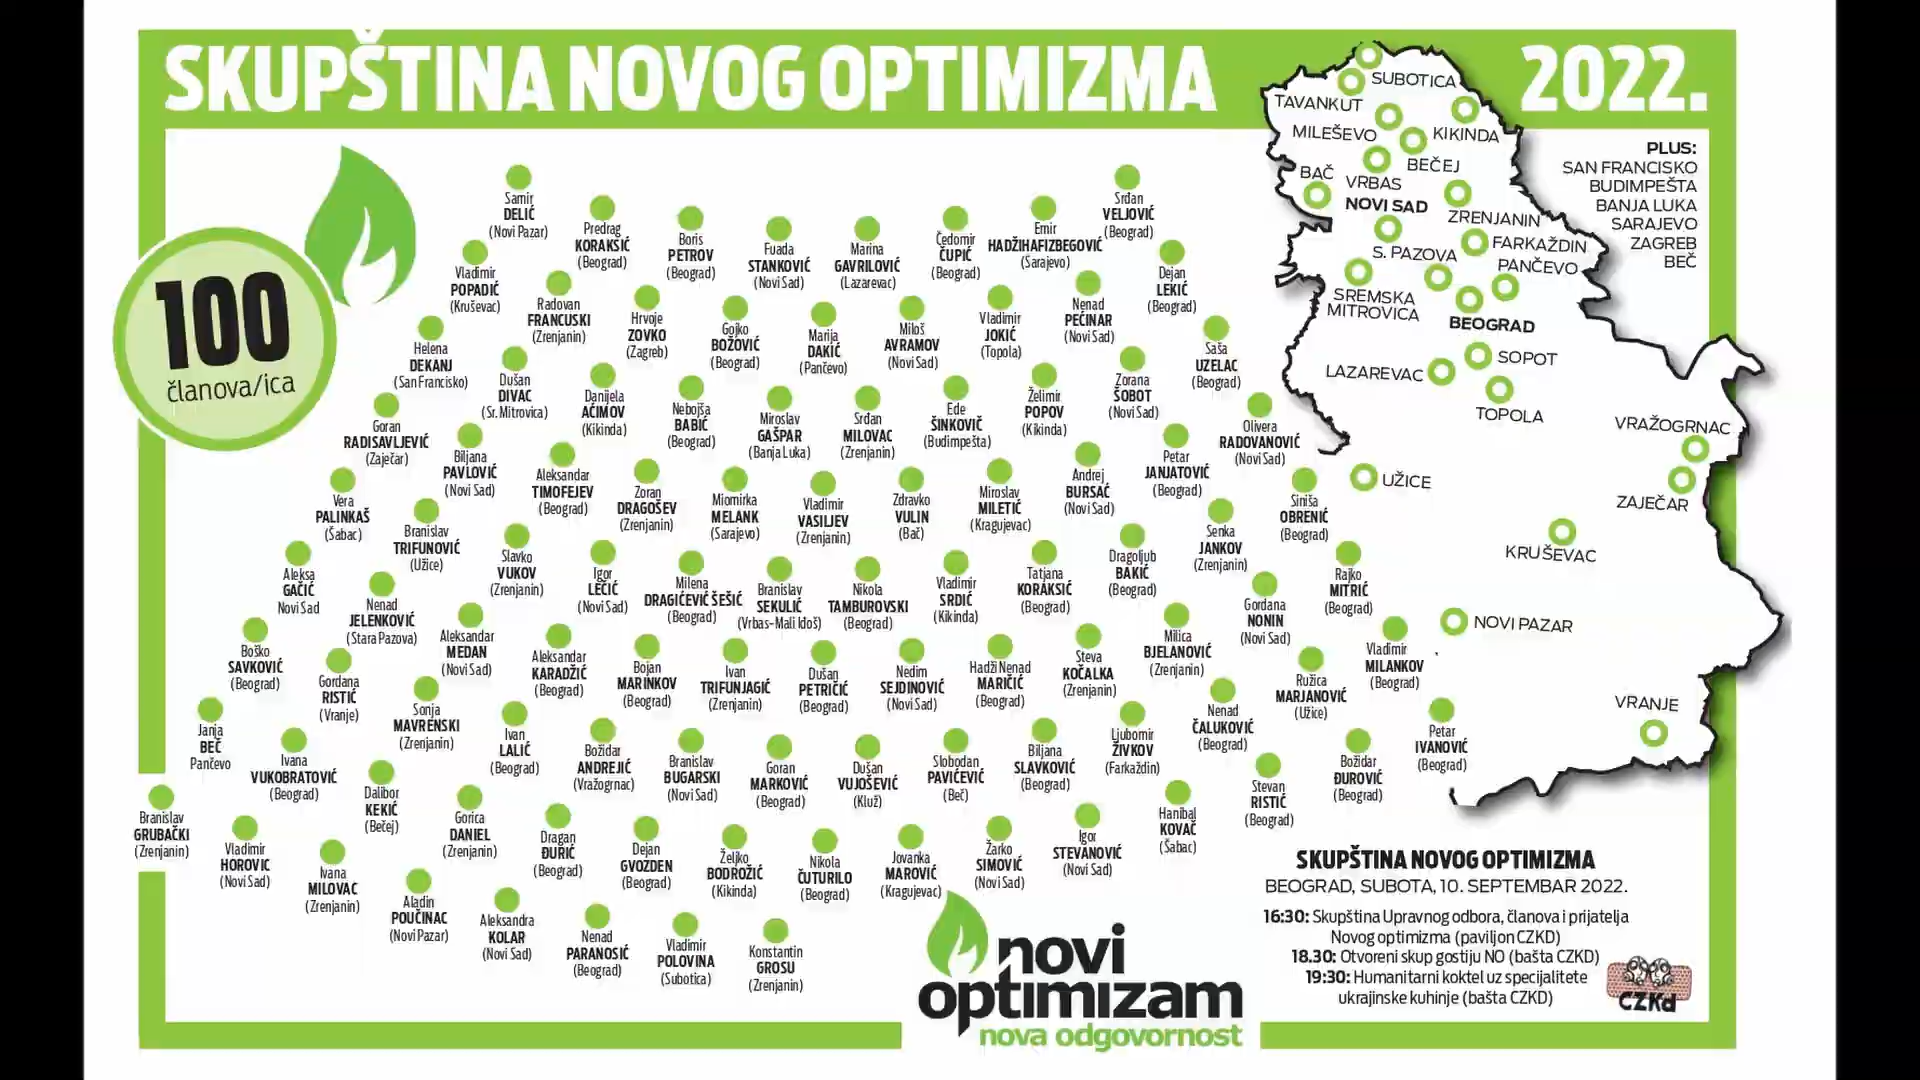 SKUPŠTINA NOVOG OPTIMIZMA 2022.
100
članova/ica
Samir
DELIĆ
(Novi Pazar)
Predrag
KORAKSIĆ
(Beograd)
Boris
PETROV
(Beograd)
Fuada
STANKOVIĆ
(Novi Sad)
Marina
GAVRILOVIĆ
(Lazarevac)
Čedomir
ČUPIĆ
(Beograd)
Emir
HADŽIHAFIZBEGOVIĆ
(Sarajevo)
Srđan
VELJOVIĆ
(Beograd)
Vladimir
POPADIĆ
(Kruševac)
Radovan
FRANCUSKI
(Zrenjanin)
Hrvoje
ZOVKO
(Zagreb)
Gojko
BOŽOVIĆ
(Beograd)
Marija
DAKIĆ
(Pančevo)
Miloš
AVRAMOV
(Novi Sad)
Vladimir
JOKIĆ
(Topola)
Nenad
PEĆINAR
(Novi Sad)
Dejan
LEKIĆ
(Beograd)
Helena
DEKANJ
(San Francisko)
Dušan
DIVAC
(Sr. Mitrovica)
Danijela
AĆIMOV
(Kikinda)
Nebojša
BABIĆ
(Beograd)
Miroslav
GAŠPAR
(Banja Luka)
Srđan
MILOVAC
(Zrenjanin)
Ede
ŠINKOVIČ
(Budimpešta)
Želimir
POPOV
(Kikinda)
Zorana
ŠOBOT
(Novi Sad)
Saša
UZELAC
(Beograd)
Goran
RADISAVLJEVIĆ
(Zaječar)
Biljana
PAVLOVIĆ
(Novi Sad)
Aleksandar
TIMOFEJEV
(Beograd)
Zoran
DRAGOŠEV
(Zrenjanin)
Miomirka
MELANK
(Sarajevo)
Vladimir
VASILJEV
(Zrenjanin)
Zdravko
VULIN
(Bač)
Miroslav
MILETIĆ
(Kragujevac)
Andrej
BURSAĆ
(Novi Sad)
Petar
JANJATOVIĆ
(Beograd)
Olivera
RADOVANOVIĆ
(Novi Sad)
Vera
PALINKAŠ
(Šabac)
Branislav
TRIFUNOVIĆ
(Užice)
Slavko
VUKOV
(Zrenjanin)
Igor
LEČIĆ
(Novi Sad)
Milena
DRAGIĆEVIĆ ŠEŠIĆ
(Beograd)
Branislav
SEKULIĆ
(Vrbas-Mali Iđoš)
Nikola
TAMBUROVSKI
(Beograd)
Vladimir
SRDIĆ
(Kikinda)
Tatjana
KORAKSIĆ
(Beograd)
Dragoljub
BAKIĆ
(Beograd)
Senka
JANKOV
(Zrenjanin)
Siniša
OBRENIĆ
(Beograd)
Aleksa
GAČIĆ
Novi Sad
Nenad
JELENKOVIĆ
(Stara Pazova)
Aleksandar
MEDAN
(Novi Sad)
Aleksandar
KARADŽIĆ
(Beograd)
Bojan
MARINKOV
(Beograd)
Ivan
TRIFUNJAGIĆ
(Zrenjanin)
Dušan
PETRIČIĆ
(Beograd)
Nedim
SEJDINOVIĆ
(Novi Sad)
Hadži Nenad
MARIČIĆ
(Beograd)
Steva
KOČALKA
(Zrenjanin)
Milica
BJELANOVIĆ
(Zrenjanin)
Gordana
NONIN
(Novi Sad)
Rajko
MITRIĆ
(Beograd)
Boško
SAVKOVIĆ
(Beograd)
Gordana
RISTIĆ
(Vranje)
Sonja
MAVRENSKI
(Zrenjanin)
Ivan
LALIĆ
(Beograd)
Božidar
ANDREJIĆ
(Vražogrnac)
Branislav
BUGARSKI
(Novi Sad)
Goran
MARKOVIĆ
(Beograd)
Dušan
VUJOŠEVIĆ
(Kluž)
Slobodan
PAVIĆEVIĆ
(Beč)
Biljana
SLAVKOVIĆ
(Beograd)
Ljubomir
ŽIVKOV
(Farkaždin)
Nenad
ČALUKOVIĆ
(Beograd)
Ružica
MARJANOVIĆ
(Užice)
Vladimir
MILANKOV
(Beograd)
Janja
BEČ
Pančevo
Ivana
VUKOBRATOVIĆ
(Beograd)
Dalibor
KEKIĆ
(Bečej)
Gorica
DANIEL
(Zrenjanin)
Dragan
ĐURIĆ
(Beograd)
Dejan
GVOZDEN
(Beograd)
Željko
BODROŽIĆ
(Kikinda)
Nikola
ČUTURILO
(Beograd)
Jovanka
MAROVIĆ
(Kragujevac)
Žarko
SIMOVIĆ
(Novi Sad)
Igor
STEVANOVIĆ
(Novi Sad)
Hanibal
KOVAČ
(Šabac)
Stevan
RISTIĆ
(Beograd)
Božidar
ĐUROVIĆ
(Beograd)
Petar
IVANOVIĆ
(Beograd)
Branislav
GRUBAČKI
(Zrenjanin)
Vladimir
HOROVIC
(Novi Sad)
Ivana
MILOVAC
(Zrenjanin)
Aladin
POUČINAC
(Novi Pazar)
Aleksandra
KOLAR
(Novi Sad)
Nenad
PARANOSIĆ
(Beograd)
Vladimir
POLOVINA
(Subotica)
Konstantin
GROSU
(Zrenjanin)
SUBOTICA
TAVANKUT
MILEŠEVO
KIKINDA
BEČEJ
BAČ
VRBAS
NOVI SAD
ZRENJANIN
FARKAŽDIN
S. PAZOVA
PANČEVO
SREMSKA
MITROVICA
BEOGRAD
SOPOT
LAZAREVAC
TOPOLA
VRAŽOGRNAC
UŽICE
ZAJEČAR
KRUŠEVAC
NOVI PAZAR
VRANJE
PLUS:
SAN FRANCISKO
BUDIMPEŠTA
BANJA LUKA
SARAJEVO
ZAGREB
BEČ
SKUPŠTINA NOVOG OPTIMIZMA
BEOGRAD, SUBOTA, 10. SEPTEMBAR 2022.
16:30: Skupština Upravnog odbora, članova i prijatelja
Novog optimizma (paviljon CZKD)
18.30: Otvoreni skup gostiju NO (bašta CZKD)
19:30: Humanitarni koktel uz specijalitete
ukrajinske kuhinje (bašta CZKD)
CZKd
novi
optimizam
nova odgovornost